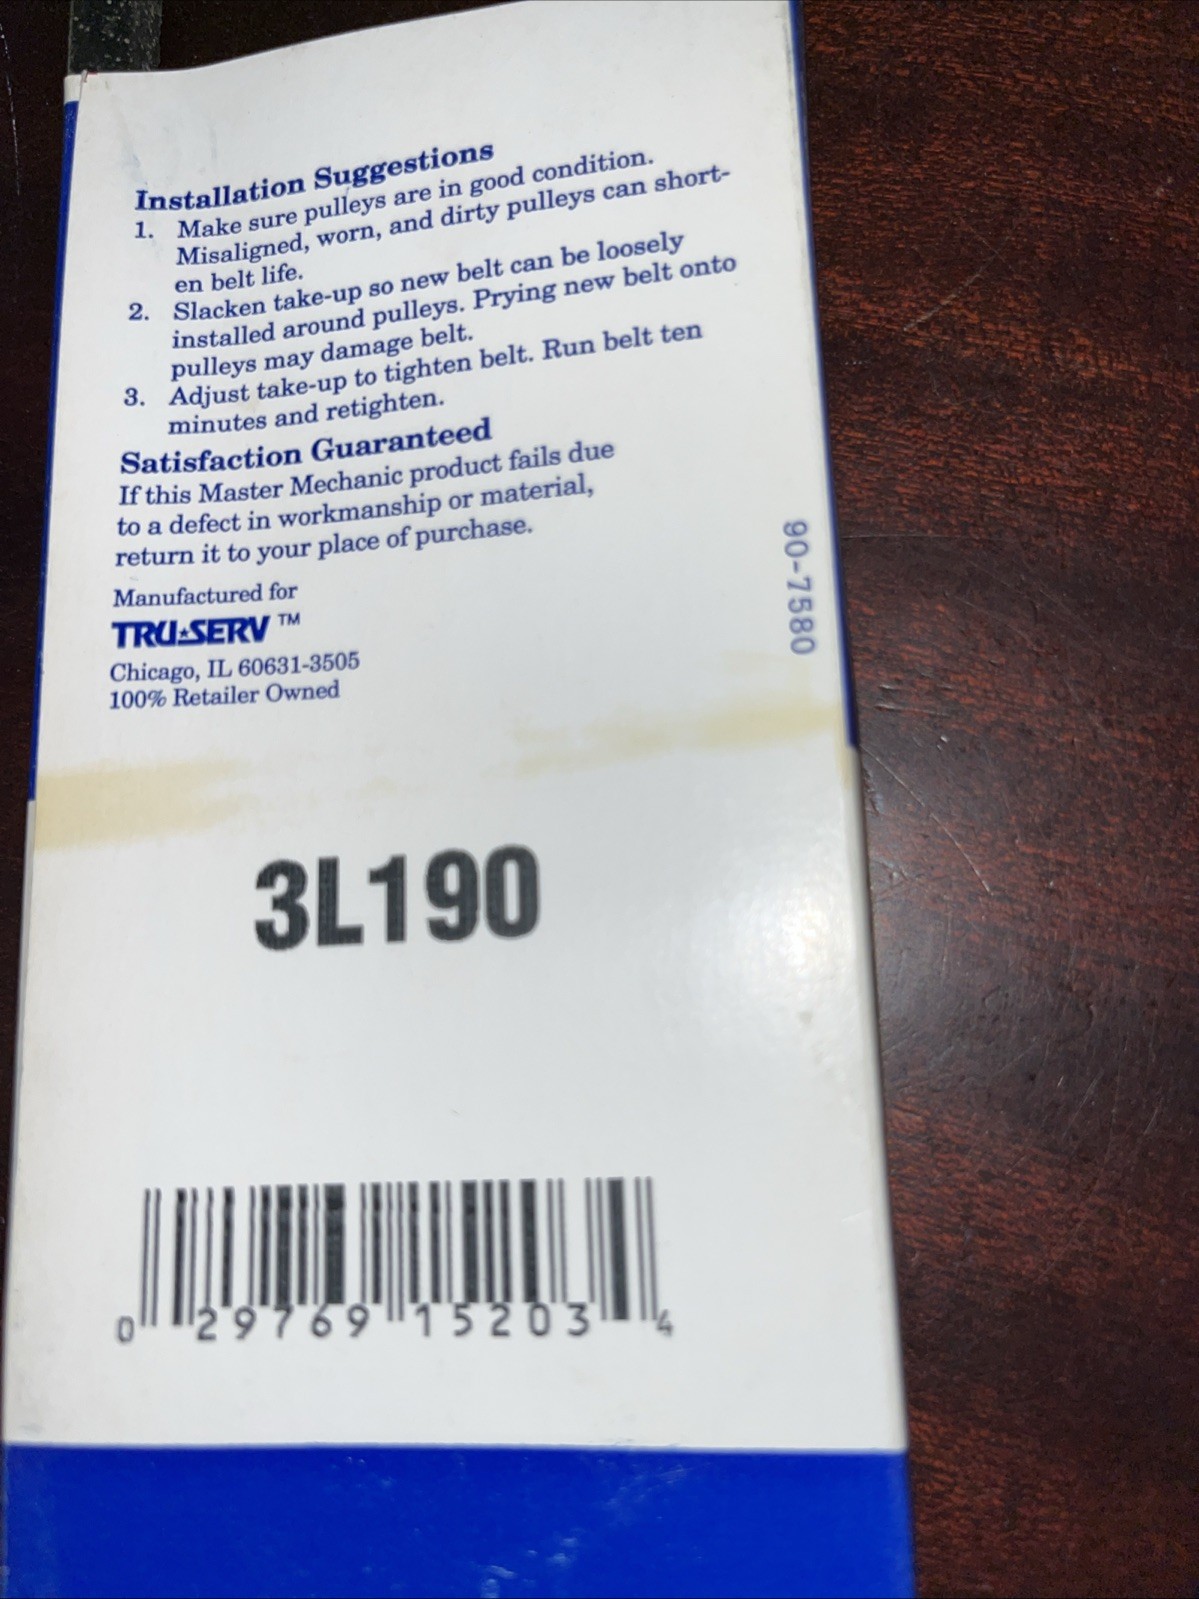 Installation Suggestions
1. Make sure pulleys are in good condition.
Misaligned, worn, and dirty pulleys can short-
en belt life.
2. Slacken take-up so new belt can be loosely
installed around pulleys. Prying new belt onto
pulleys may damage belt.
3. Adjust take-up to tighten belt. Run belt ten
minutes and retighten.
Satisfaction Guaranteed
If this Master Mechanic product fails due
to a defect in workmanship or material,
return it to your place of purchase.
Manufactured for
TRU★SERV™
Chicago, IL 60631-3505
100% Retailer Owned
90-7580
3L190
0 29769 15203 4